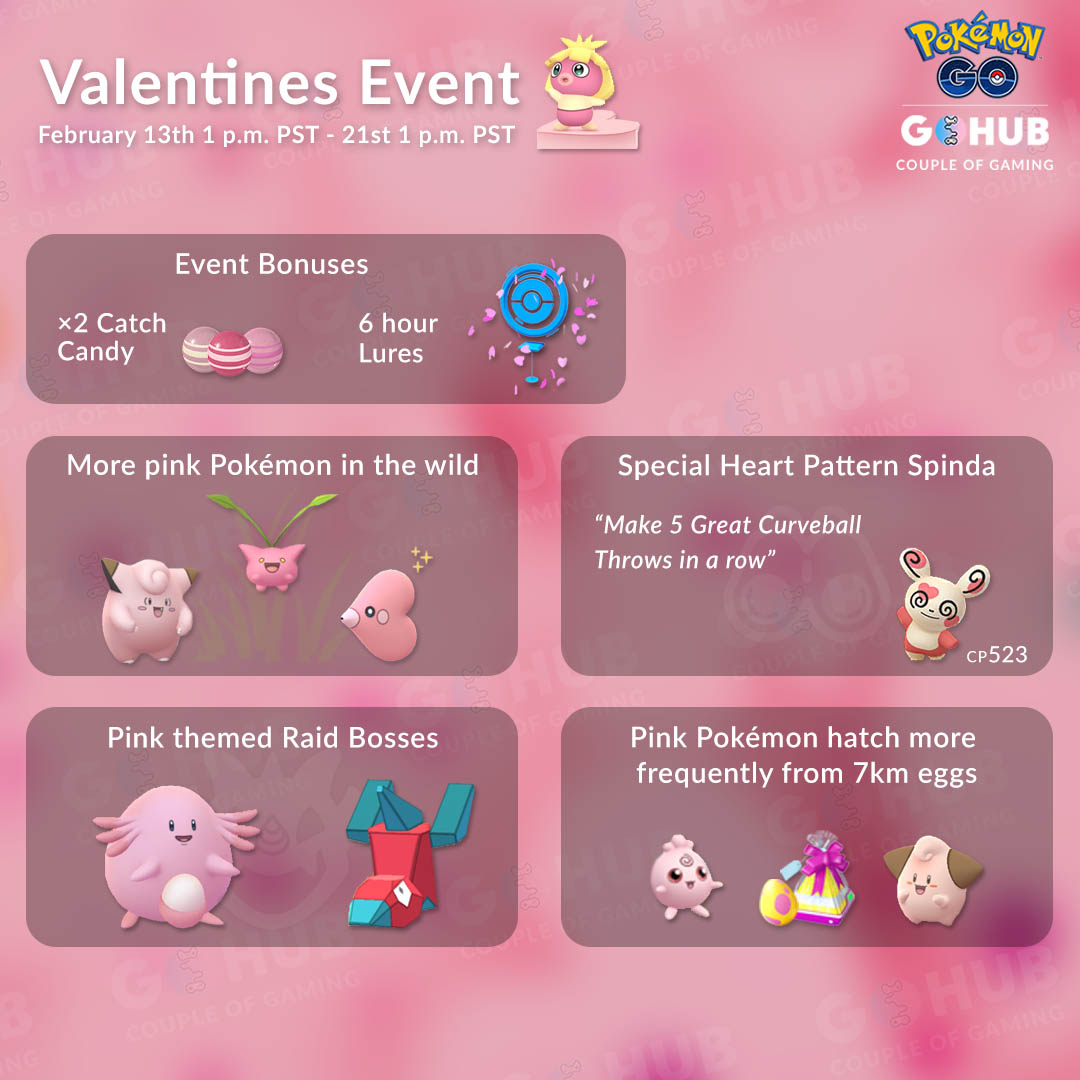 Valentines Event
February 13th 1 p.m. PST - 21st 1 p.m. PST
POKÉMON
GO
GO HUB
COUPLE OF GAMING
Event Bonuses
×2 Catch
Candy
6 hour
Lures
More pink Pokémon in the wild
Special Heart Pattern Spinda
“Make 5 Great Curveball
Throws in a row”
CP523
Pink themed Raid Bosses
Pink Pokémon hatch more
frequently from 7km eggs